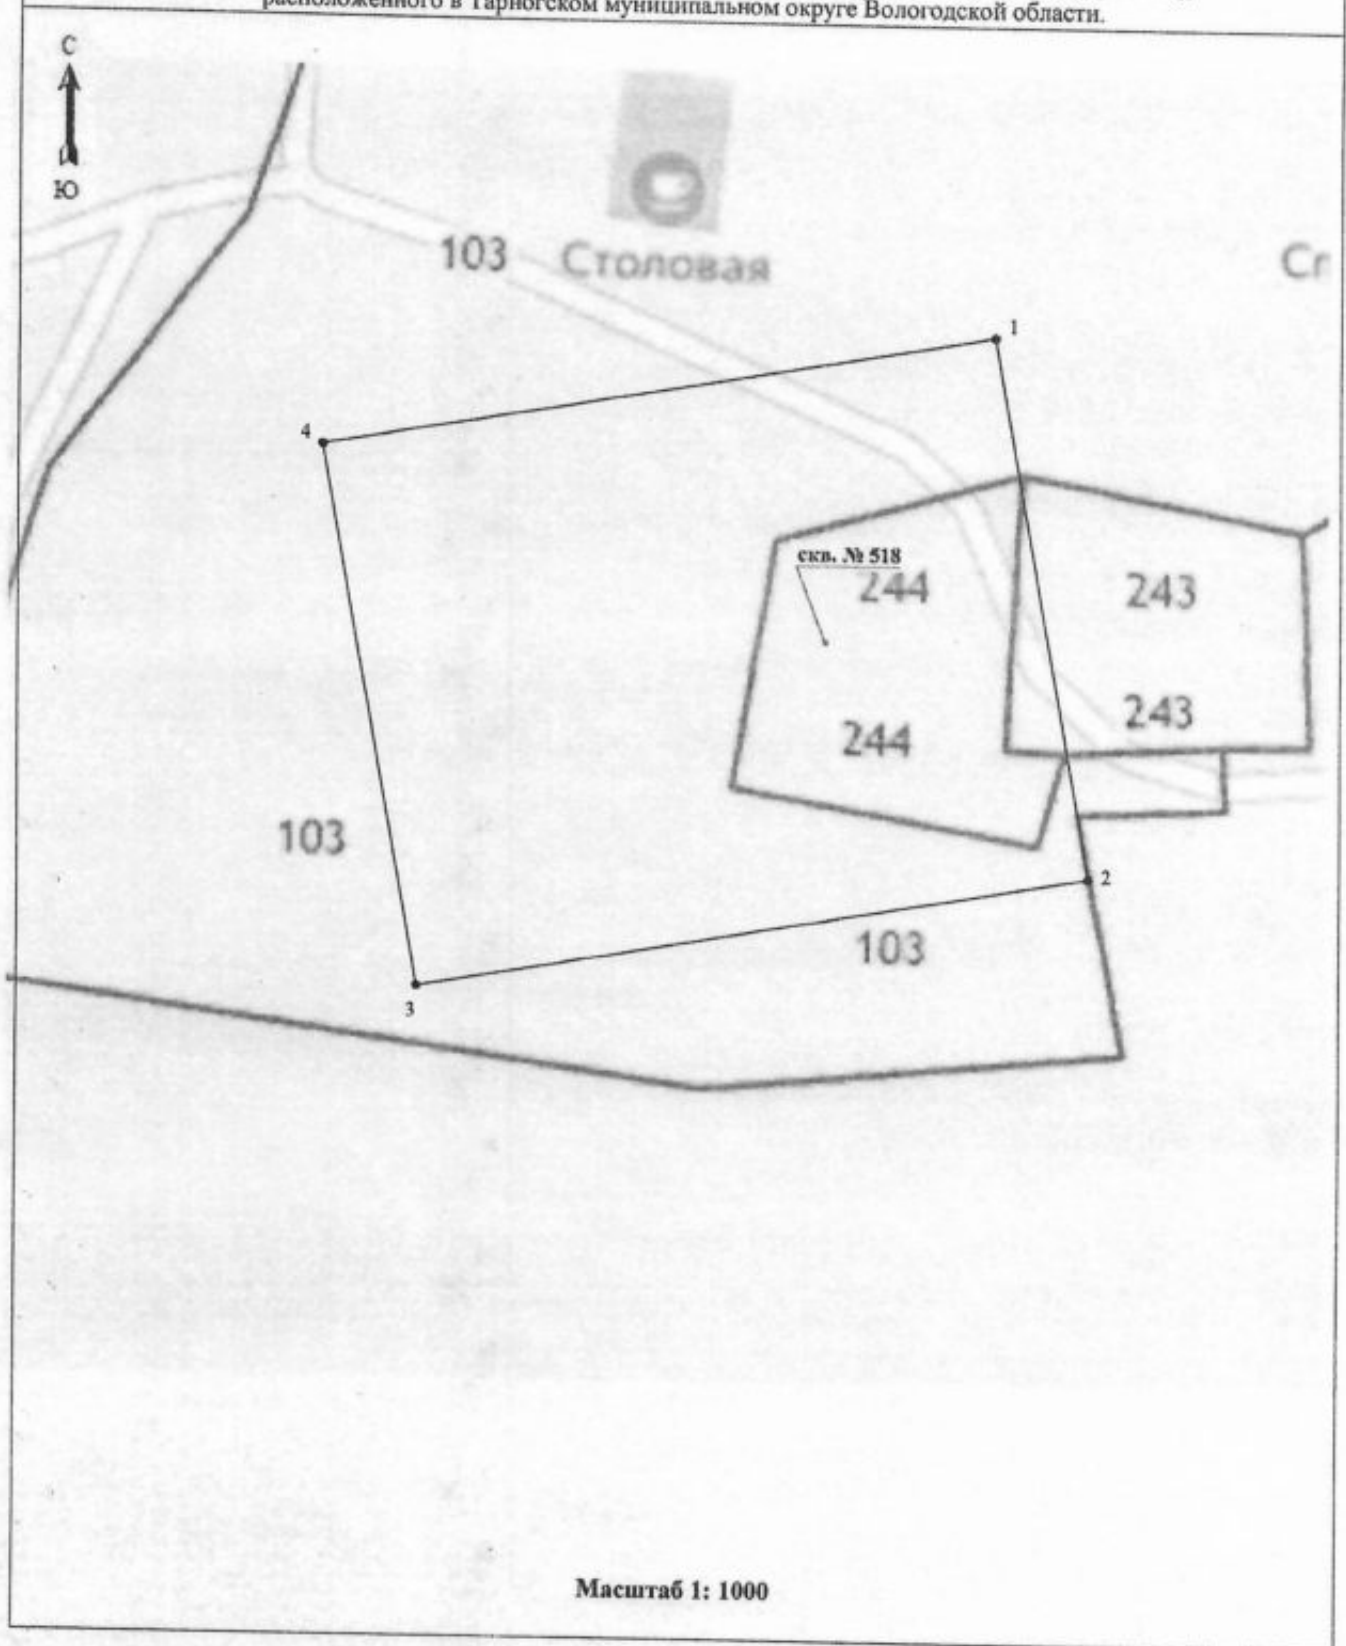 расположенного в Тарногском муниципальном округе Вологодской области.
С
Ю
103 Столовая
Сп
1
4
скв. № 518
244
243
243
244
103
2
103
3
Масштаб 1: 1000